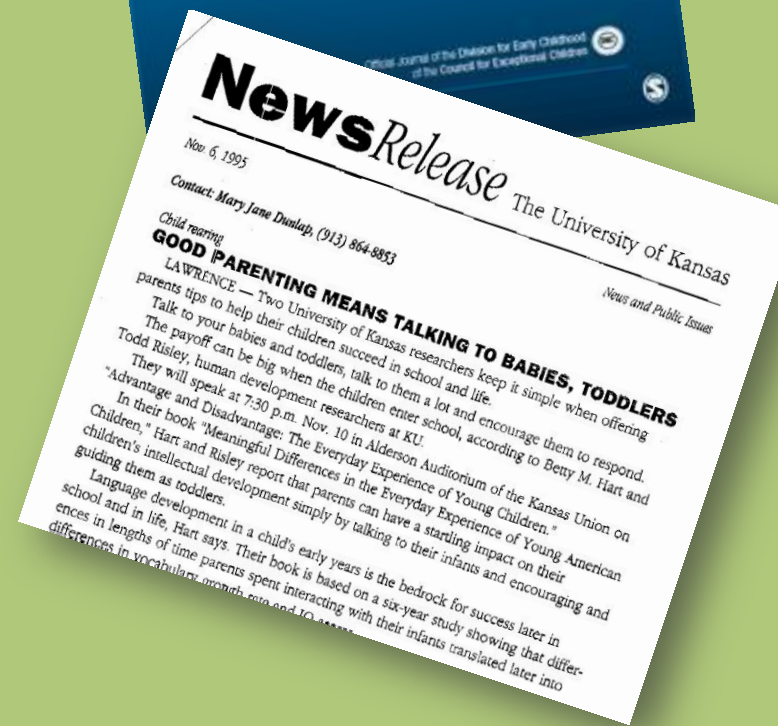 Official Journal of the Division for Early Childhood
of the Council for Exceptional Children
NewsRelease The University of Kansas
Nov. 6, 1995
News and Public Issues
Contact: Mary Jane Dunlap, (913) 864-8853
Child rearing
GOOD PARENTING MEANS TALKING TO BABIES, TODDLERS
LAWRENCE — Two University of Kansas researchers keep it simple when offering
parents tips to help their children succeed in school and life.
Talk to your babies and toddlers, talk to them a lot and encourage them to respond.
The payoff can be big when the children enter school, according to Betty M. Hart and
Todd Risley, human development researchers at KU.
They will speak at 7:30 p.m. Nov. 10 in Alderson Auditorium of the Kansas Union on
"Advantage and Disadvantage: The Everyday Experience of Young Children."
In their book "Meaningful Differences in the Everyday Experience of Young American
Children," Hart and Risley report that parents can have a startling impact on their
children's intellectual development simply by talking to their infants and encouraging and
guiding them as toddlers.
Language development in a child's early years is the bedrock for success later in
school and in life, Hart says. Their book is based on a six-year study showing that differ-
ences in lengths of time parents spent interacting with their infants translated later into
differences in vocabulary growth rate and IQ